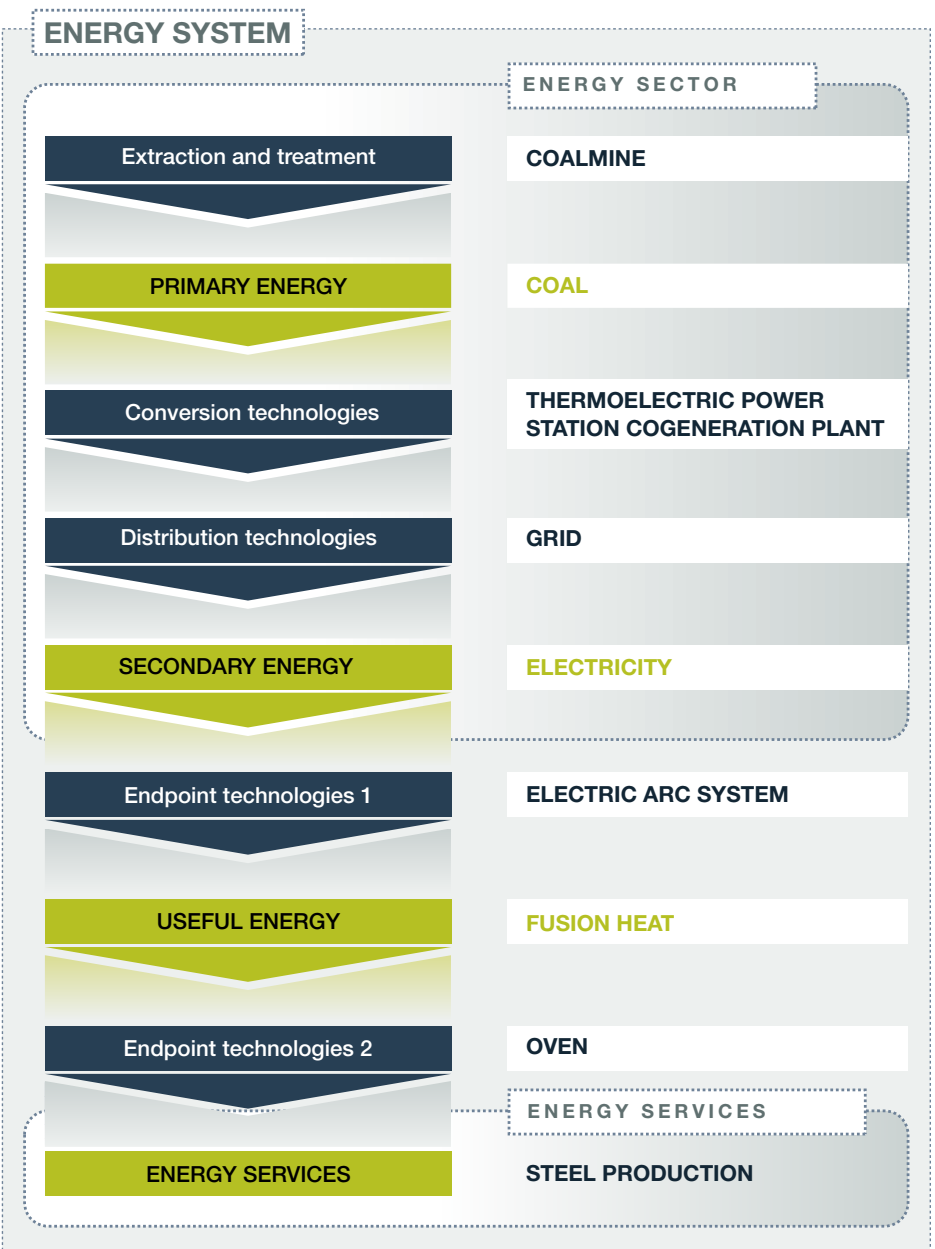 ENERGY SYSTEM
ENERGY SECTOR
Extraction and treatment
COALMINE
PRIMARY ENERGY
COAL
Conversion technologies
THERMOELECTRIC POWER
STATION COGENERATION PLANT
Distribution technologies
GRID
SECONDARY ENERGY
ELECTRICITY
Endpoint technologies 1
ELECTRIC ARC SYSTEM
USEFUL ENERGY
FUSION HEAT
Endpoint technologies 2
OVEN
ENERGY SERVICES
ENERGY SERVICES
STEEL PRODUCTION